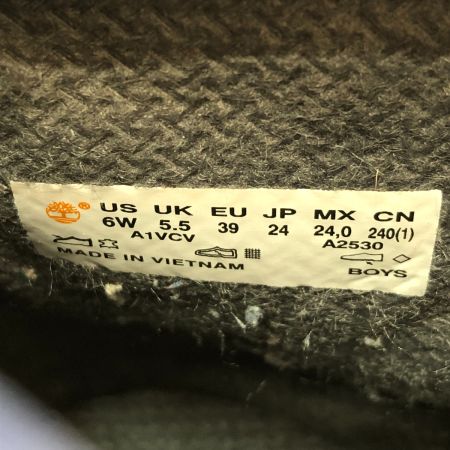 ® US UK EU JP MX CN
6W 5.5 39 24 24,0 240(1)
A1VCV A2530
MADE IN VIETNAM BOYS